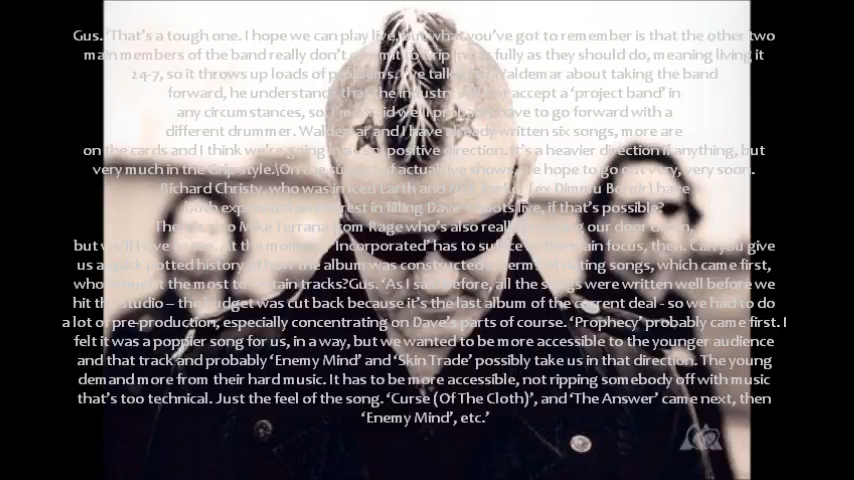 Gus. 'That's a tough one. I hope we can play live, but what you've got to remember is that the other two
main members of the band really don't commit to Grip Inc as fully as they should do, meaning living it
24-7, so it throws up loads of problems. I've talked to Waldemar about taking the band
forward, he understands that the industry will not accept a 'project band' in
any circumstances, so I'm afraid we'll probably have to go forward with a
different drummer. Waldemar and I have already written six songs, more are
on the cards and I think we're going in a very positive direction. It's a heavier direction if anything, but
very much in the Grip style.\On the subject of actual live shows, we hope to go out very, very soon.
Richard Christy, who was in Iced Earth and Nick Barker (ex Dimmu Borgir) have
both expressed an interest in filling Dave's boots live, if that's possible?
There's also Mike Terrana from Rage who's also really our door down,
but we'll have to see. At the moment Incorporated' has to suffice as the main focus, then. Can you give
us a quick potted history of how the album was constructed in terms of dating songs, which came first,
who brought the most to certain tracks?Gus. 'As I said before, all the songs were written well before we
hit the studio – the budget was cut back because it's the last album of the current deal - so we had to do
a lot of pre-production, especially concentrating on Dave's parts of course. 'Prophecy' probably came first. I
felt it was a poppier song for us, in a way, but we wanted to be more accessible to the younger audience
and that track and probably 'Enemy Mind' and 'Skin Trade' possibly take us in that direction. The young
demand more from their hard music. It has to be more accessible, not ripping somebody off with music
that's too technical. Just the feel of the song. 'Curse (Of The Cloth)', and 'The Answer' came next, then
'Enemy Mind', etc.'